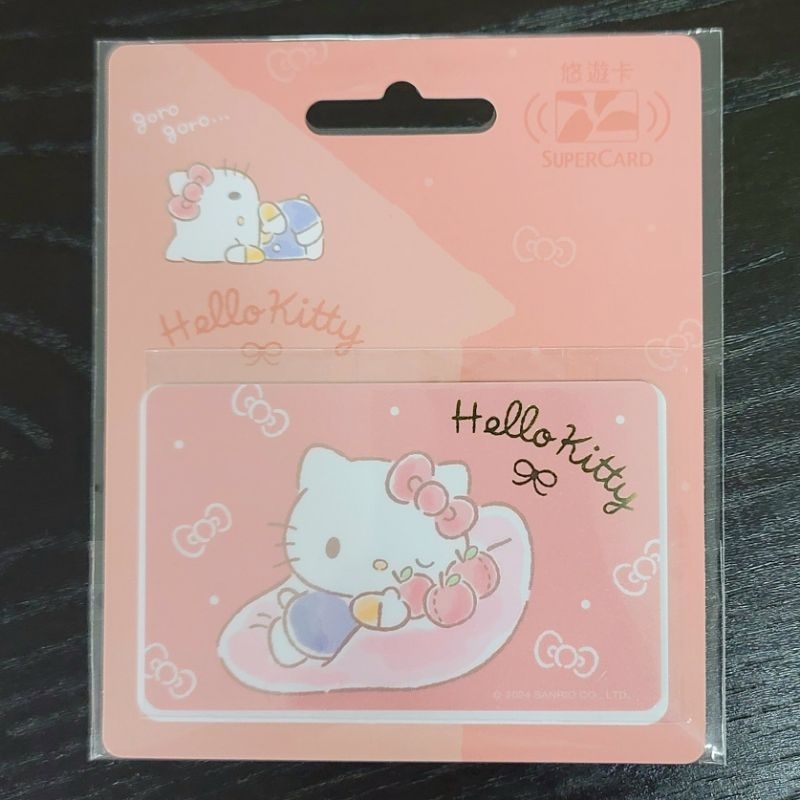 goro
goro...
悠遊卡
SUPERCARD
Hello Kitty
Hello Kitty
© 2024 SANRIO CO., LTD.